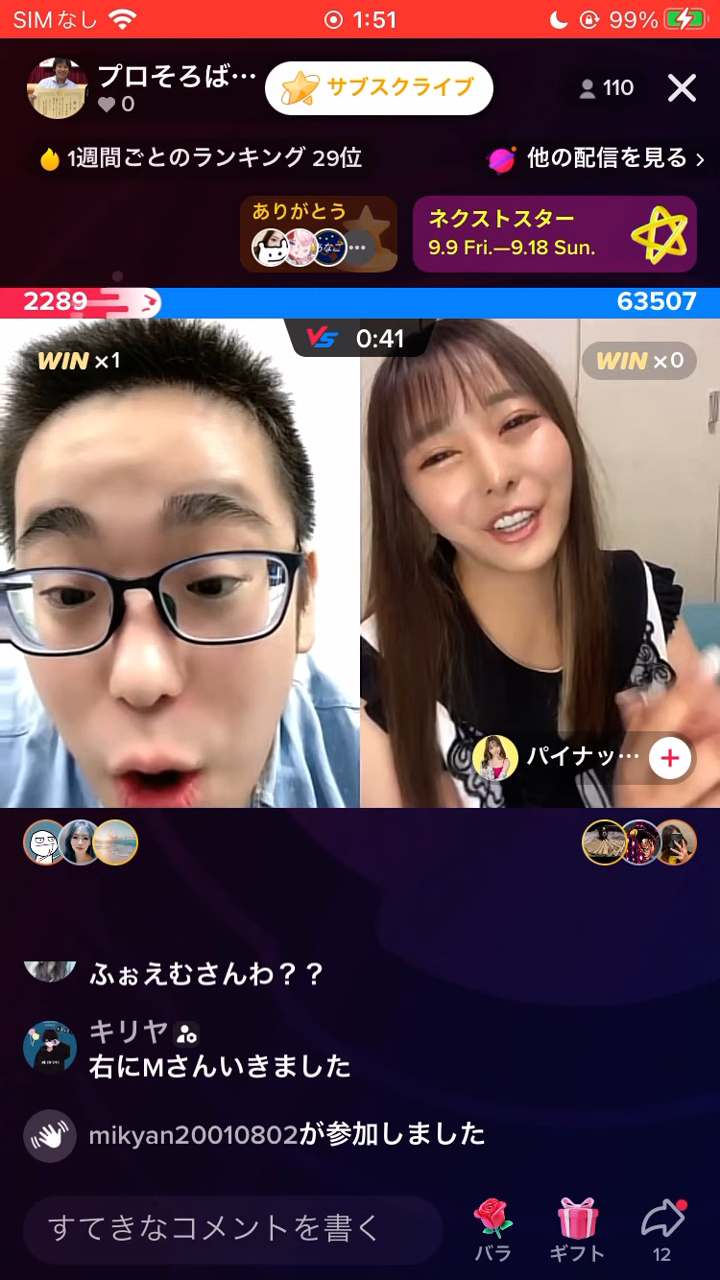 SIMなし 1:51 99%
プロそろば… サブスクライブ 110
0
1週間ごとのランキング 29位 他の配信を見る
ありがとう ネクストスター
9.9 Fri.—9.18 Sun.
2289 63507
VS 0:41
WIN x1 WIN x0
パイナッ…
ふぉえむさんわ？？
キリヤ
右にMさんいきました
mikyan20010802が参加しました
すてきなコメントを書く
バラ ギフト 12